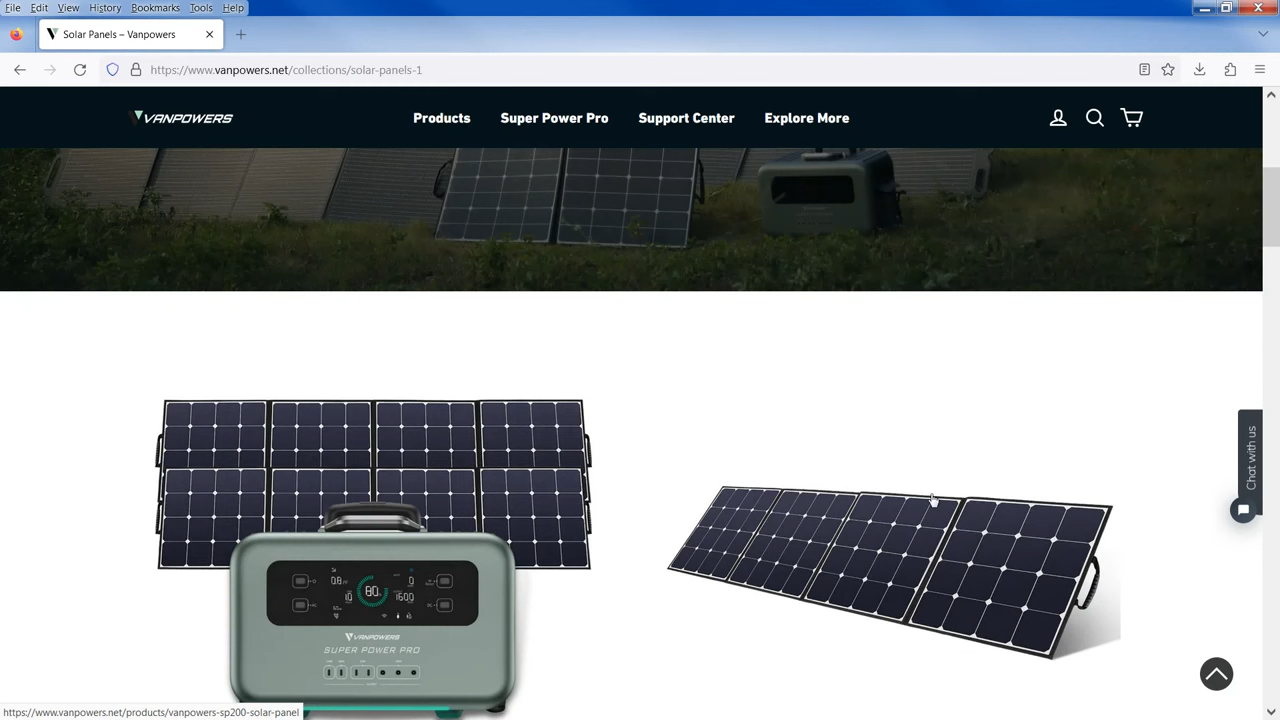 File Edit View History Bookmarks Tools Help
Solar Panels – Vanpowers
https://www.vanpowers.net/collections/solar-panels-1
VANPOWERS
Products Super Power Pro Support Center Explore More
Chat with us
80
1600
VANPOWERS
SUPER POWER PRO
https://www.vanpowers.net/products/vanpowers-sp200-solar-panel